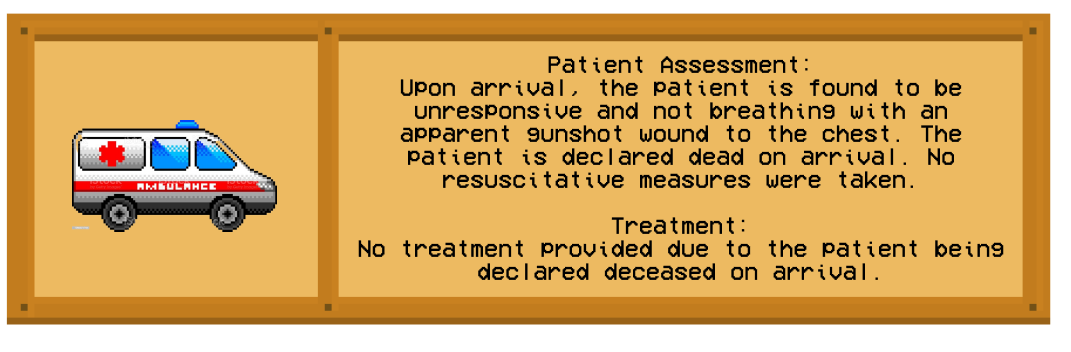 Patient Assessment:
Upon arrival, the patient is found to be
unresponsive and not breathing with an
apparent gunshot wound to the chest. The
patient is declared dead on arrival. No
resuscitative measures were taken.
Treatment:
No treatment provided due to the patient being
declared deceased on arrival.
AMBULANCE